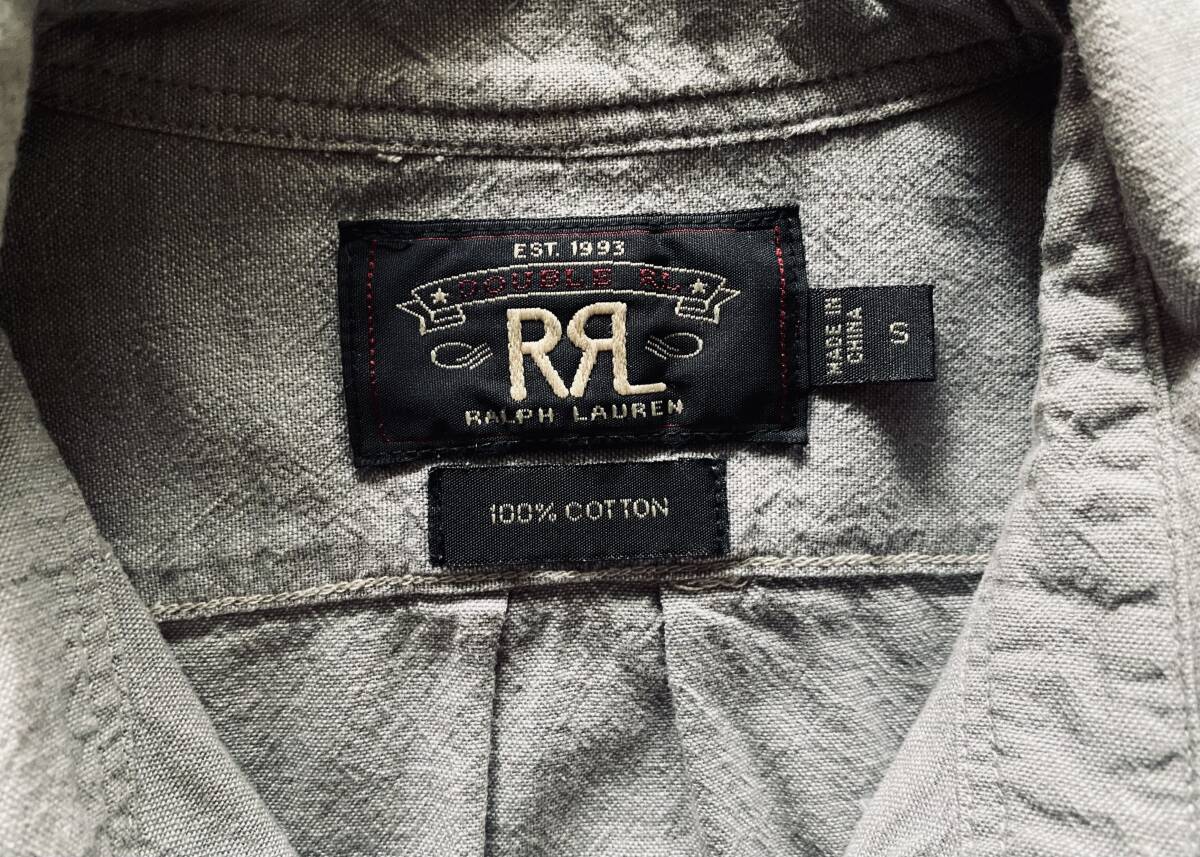 EST. 1993
DOUBLE RL
RRL
RALPH LAUREN
MADE IN
CHINA
S
100% COTTON